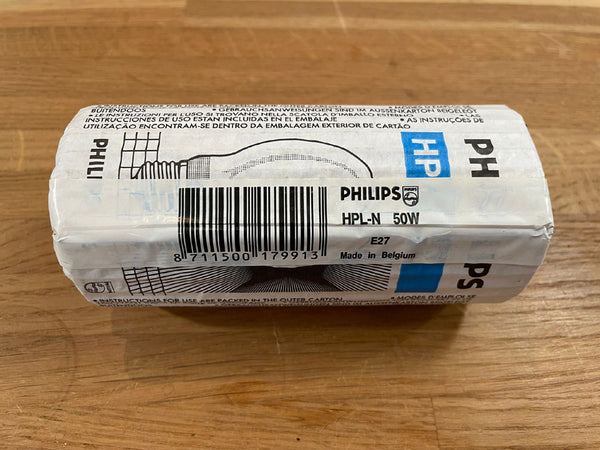 BUITENDOOS • GEBRAUCHSANWEISUNGEN SIND IM AUSSENKARTON BEIGELEGT
• LE INSTRUZIONI PER L'USO SI TROVANO NELLA SCATOLA D'IMBALLO ESTERNO • LAS
INSTRUCCIONES DE USO ESTAN INCLUIDAS EN EL EMBALAJE • AS INSTRUÇÕES DE
UTILIZAÇÃO ENCONTRAM-SE DENTRO DA EMBALAGEM EXTERIOR DE CARTÃO
PHILI
HP
PH
PHILIPS
HPL-N 50W
E27
Made in Belgium
8 711500 179913
PS
• INSTRUCTIONS FOR USE ARE PACKED IN THE OUTER CARTON • MODES D'EMPLOI